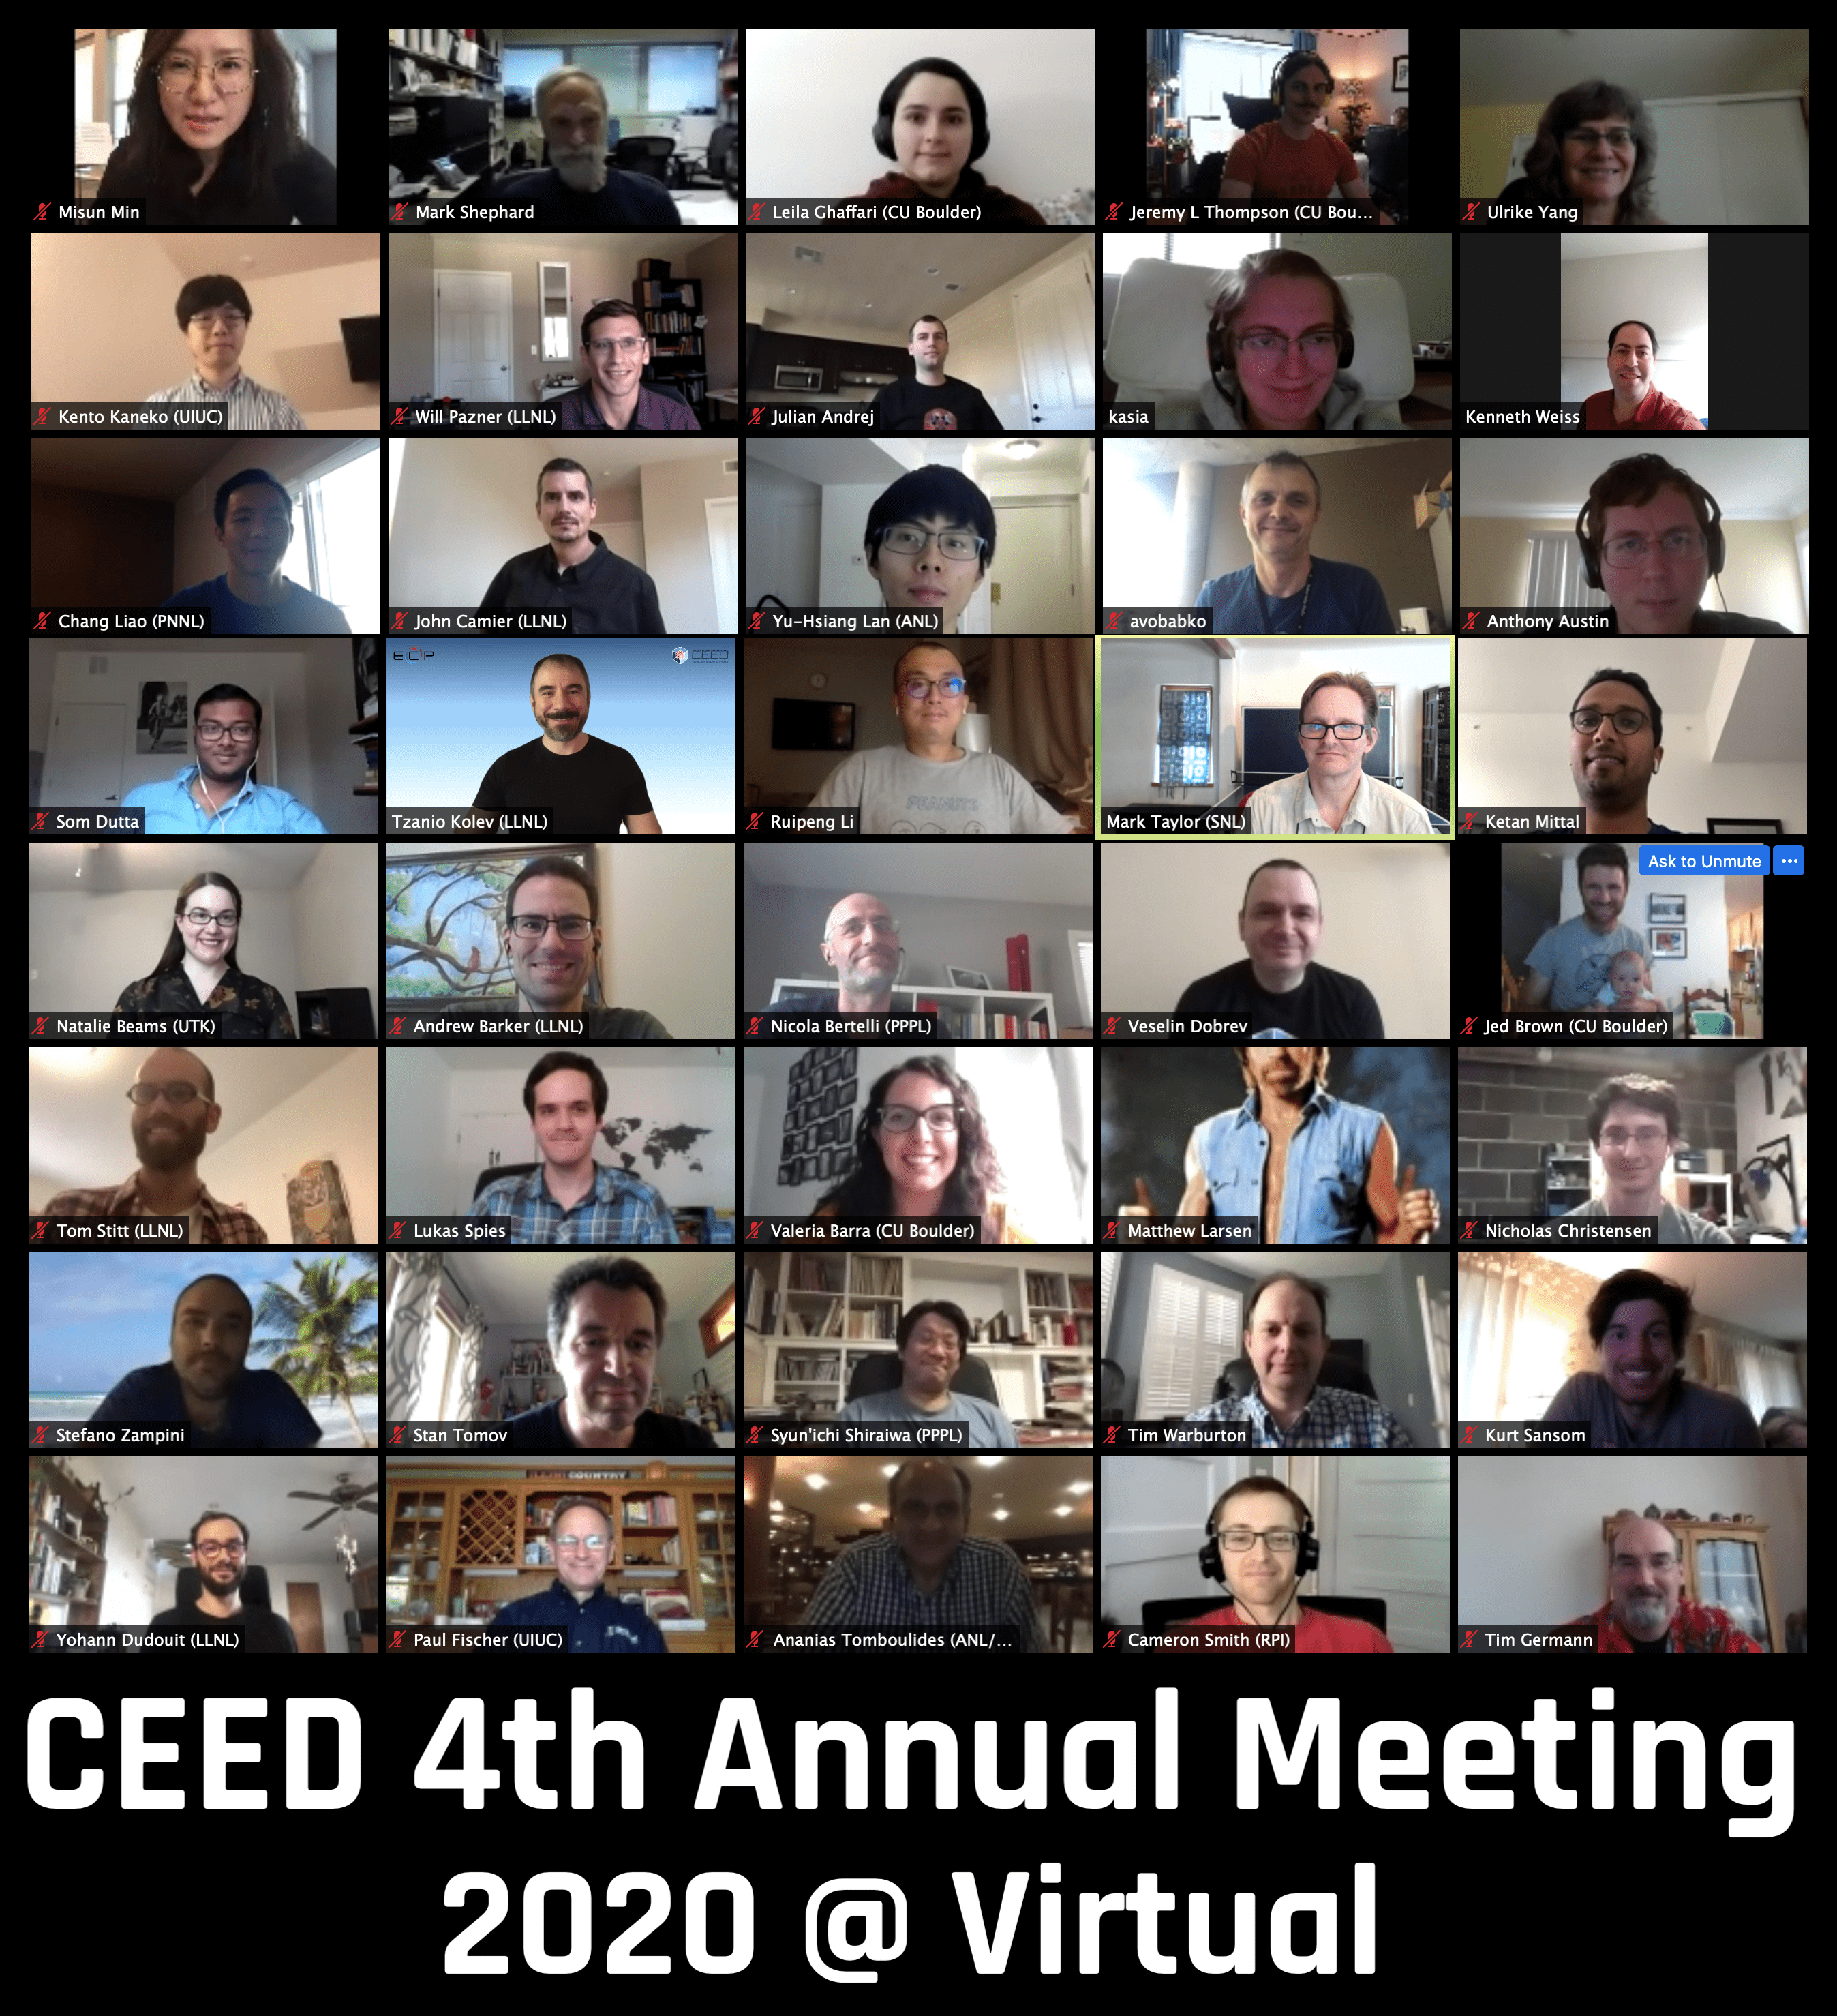 Misun Min
Mark Shephard
Leila Ghaffari (CU Boulder)
Jeremy L Thompson (CU Bou...
Ulrike Yang
Kento Kaneko (UIUC)
Will Pazner (LLNL)
Julian Andrej
kasia
Kenneth Weiss
Chang Liao (PNNL)
John Camier (LLNL)
Yu-Hsiang Lan (ANL)
avobabko
Anthony Austin
ECP
CEED
PEANUTS
Som Dutta
Tzanio Kolev (LLNL)
Ruipeng Li
Mark Taylor (SNL)
Ketan Mittal
Ask to Unmute
Natalie Beams (UTK)
Andrew Barker (LLNL)
Nicola Bertelli (PPPL)
Veselin Dobrev
Jed Brown (CU Boulder)
Tom Stitt (LLNL)
Lukas Spies
Valeria Barra (CU Boulder)
Matthew Larsen
Nicholas Christensen
Stefano Zampini
Stan Tomov
Syun'ichi Shiraiwa (PPPL)
Tim Warburton
Kurt Sansom
COUNTRY
Yohann Dudouit (LLNL)
Paul Fischer (UIUC)
Ananias Tomboulides (ANL/...
Cameron Smith (RPI)
Tim Germann
CEED 4th Annual Meeting
2020 @ Virtual